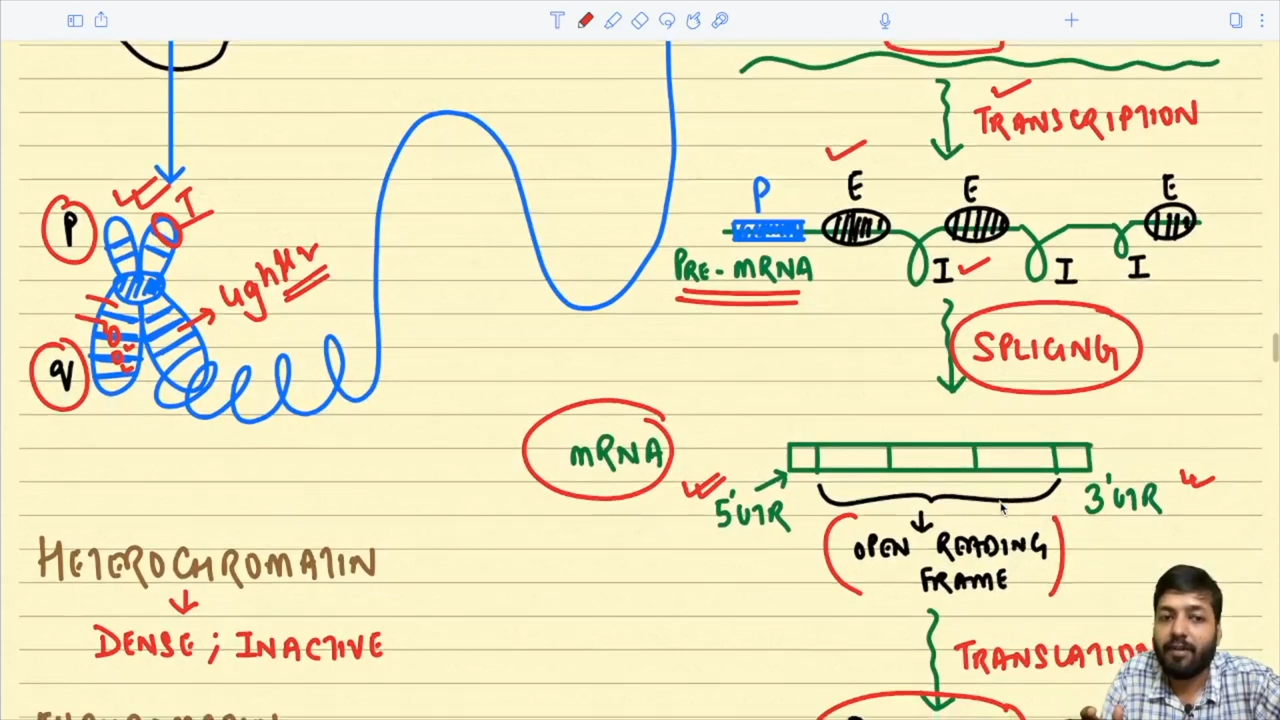 TRANSCRIPTION
P
T
E
E
E
P
PRE-MRNA
I
I
I
SPLICING
q
mRNA
5'UTR
3'UTR
OPEN READING
FRAME
HETEROCHROMATIN
DENSE; INACTIVE
TRANSLATION